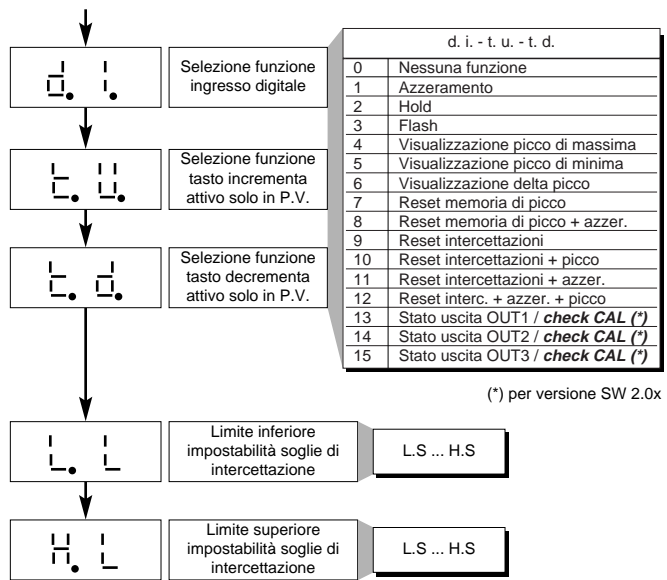 d. I.
Selezione funzione
ingresso digitale
t. U.
Selezione funzione
tasto incrementa
attivo solo in P.V.
t. d.
Selezione funzione
tasto decrementa
attivo solo in P.V.
d. i. - t. u. - t. d.
0 Nessuna funzione
1 Azzeramento
2 Hold
3 Flash
4 Visualizzazione picco di massima
5 Visualizzazione picco di minima
6 Visualizzazione delta picco
7 Reset memoria di picco
8 Reset memoria di picco + azzer.
9 Reset intercettazioni
10 Reset intercettazioni + picco
11 Reset intercettazioni + azzer.
12 Reset interc. + azzer. + picco
13 Stato uscita OUT1 / check CAL (*)
14 Stato uscita OUT2 / check CAL (*)
15 Stato uscita OUT3 / check CAL (*)
(*) per versione SW 2.0x
L. L
Limite inferiore
impostabilità soglie di
intercettazione
L.S ... H.S
H. L
Limite superiore
impostabilità soglie di
intercettazione
L.S ... H.S